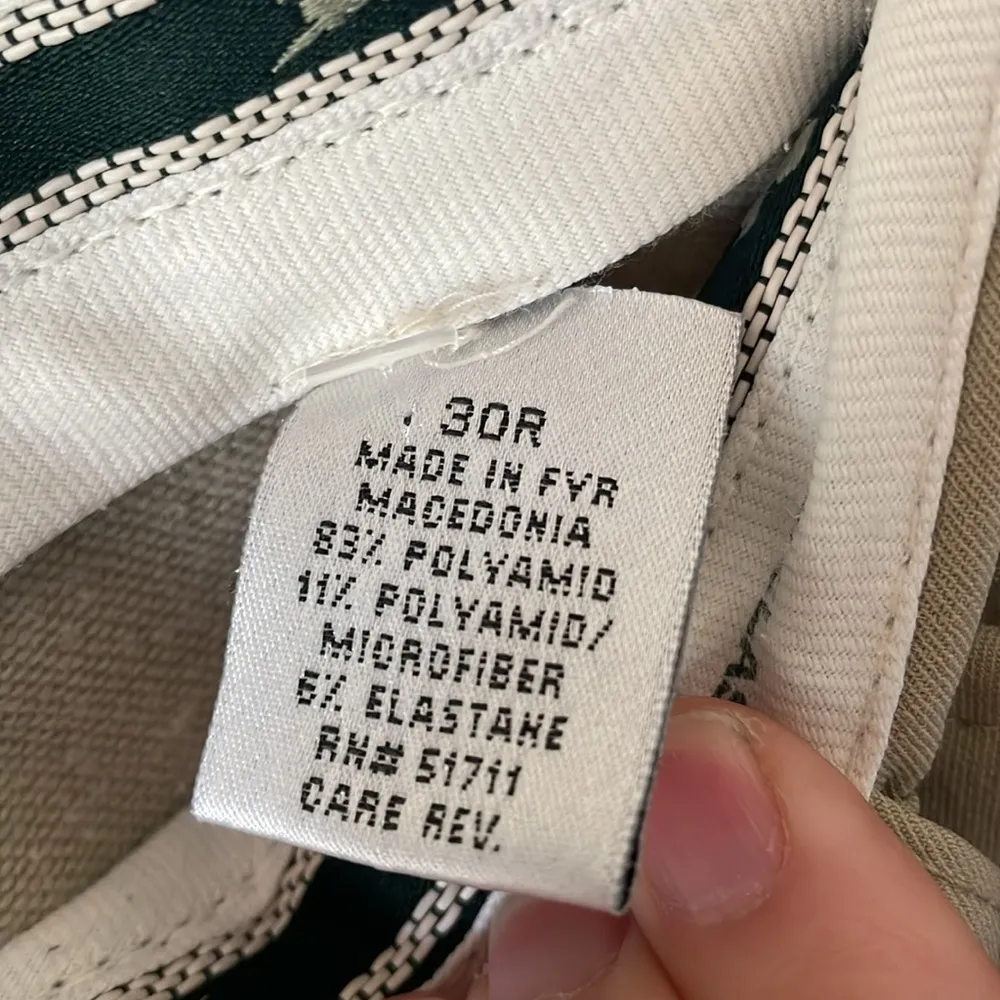 30R
MADE IN FYR
MACEDONIA
83% POLYAMID
11% POLYAMID/
MICROFIBER
6% ELASTANE
RN# 51711
CARE REV.